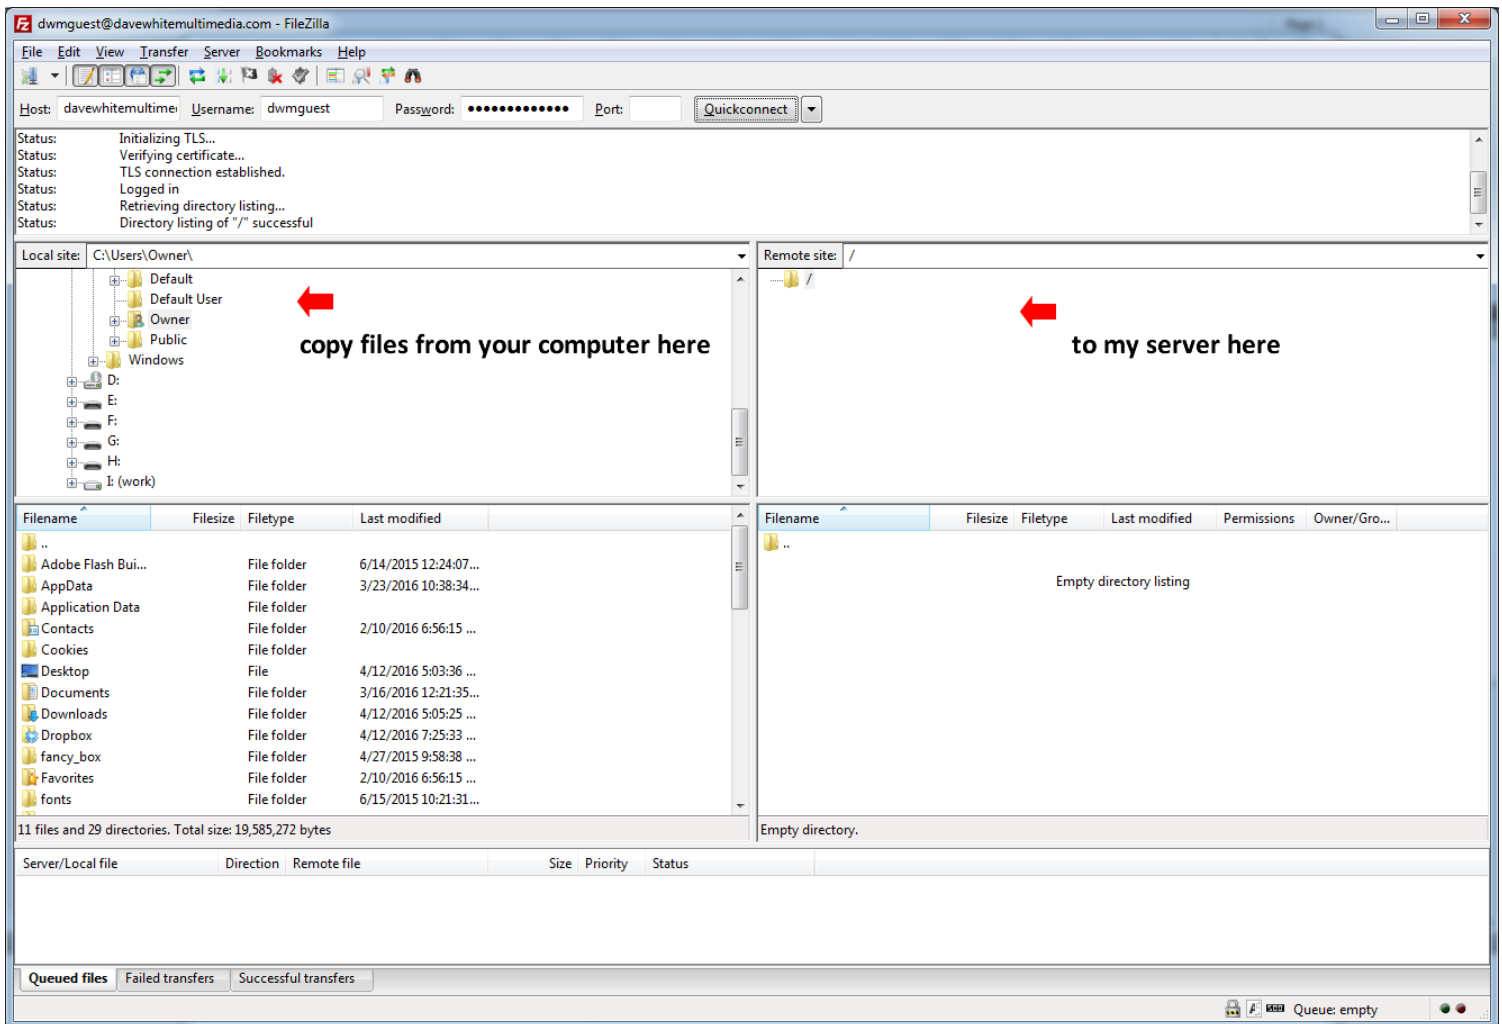 dwmguest@davewhitemultimedia.com - FileZilla
File Edit View Transfer Server Bookmarks Help
Host: davewhitemultime Username: dwmguest Password: ●●●●●●●●●●●●● Port: Quickconnect
Status: Initializing TLS...
Status: Verifying certificate...
Status: TLS connection established.
Status: Logged in
Status: Retrieving directory listing...
Status: Directory listing of "/" successful
Local site: C:\Users\Owner\
Default
Default User
Owner
Public
Windows
D:
E:
F:
G:
H:
I: (work)
copy files from your computer here
Remote site: /
/
to my server here
Filename Filesize Filetype Last modified
..
Adobe Flash Bui... File folder 6/14/2015 12:24:07...
AppData File folder 3/23/2016 10:38:34...
Application Data File folder
Contacts File folder 2/10/2016 6:56:15 ...
Cookies File folder
Desktop File 4/12/2016 5:03:36 ...
Documents File folder 3/16/2016 12:21:35...
Downloads File folder 4/12/2016 5:05:25 ...
Dropbox File folder 4/12/2016 7:25:33 ...
fancy_box File folder 4/27/2015 9:58:38 ...
Favorites File folder 2/10/2016 6:56:15 ...
fonts File folder 6/15/2015 10:21:31...
11 files and 29 directories. Total size: 19,585,272 bytes
Filename Filesize Filetype Last modified Permissions Owner/Gro...
..
Empty directory listing
Empty directory.
Server/Local file Direction Remote file Size Priority Status
Queued files Failed transfers Successful transfers
Queue: empty